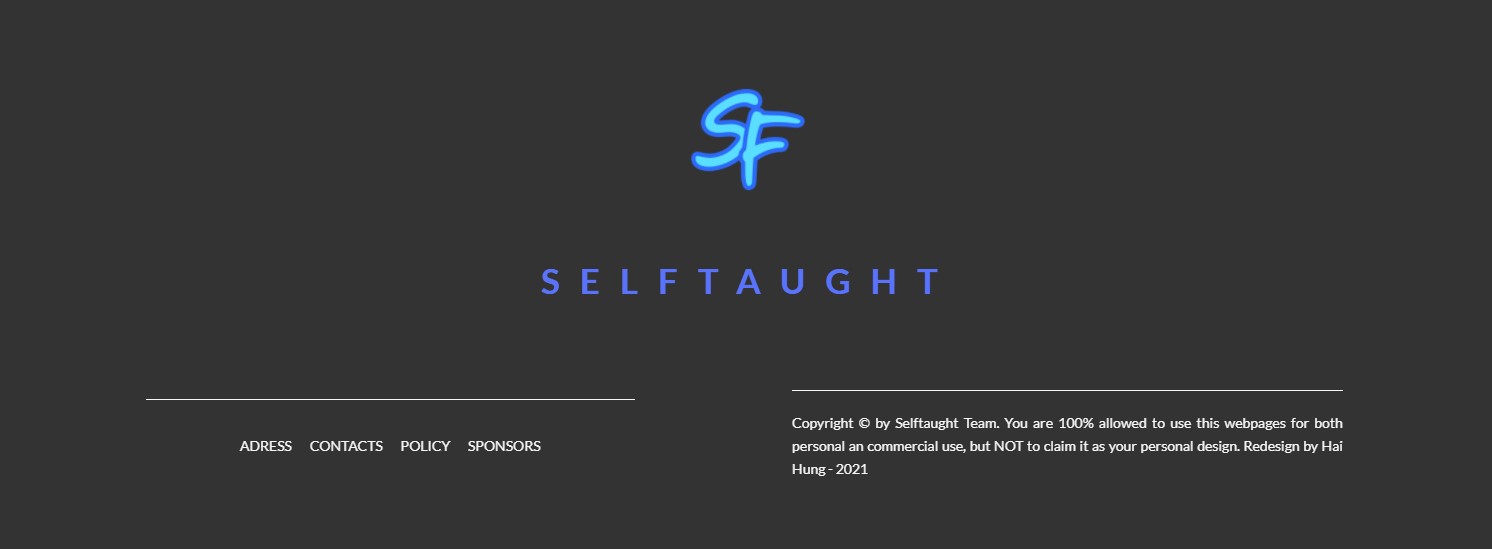 SF
SELFTAUGHT
ADRESS CONTACTS POLICY SPONSORS
Copyright © by Selftaught Team. You are 100% allowed to use this webpages for both
personal an commercial use, but NOT to claim it as your personal design. Redesign by Hai
Hung - 2021